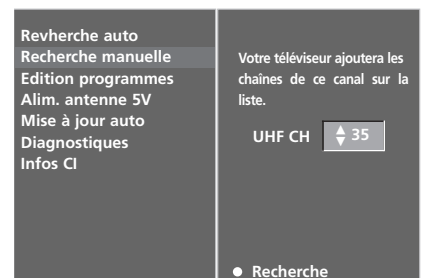 Revherche auto
Recherche manuelle
Edition programmes
Alim. antenne 5V
Mise à jour auto
Diagnostiques
Infos CI
Votre téléviseur ajoutera les
chaînes de ce canal sur la
liste.
UHF CH 35
Recherche